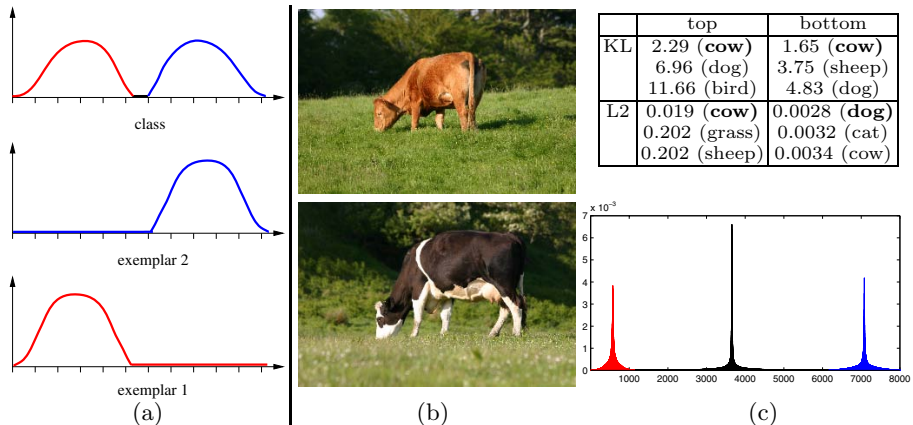 class
exemplar 2
exemplar 1
(a)
(b)
top bottom
KL 2.29 (cow) 1.65 (cow)
6.96 (dog) 3.75 (sheep)
11.66 (bird) 4.83 (dog)
L2 0.019 (cow) 0.0028 (dog)
0.202 (grass) 0.0032 (cat)
0.202 (sheep) 0.0034 (cow)
x 10⁻³
7
6
5
4
3
2
1
0
1000 2000 3000 4000 5000 6000 7000 8000
(c)